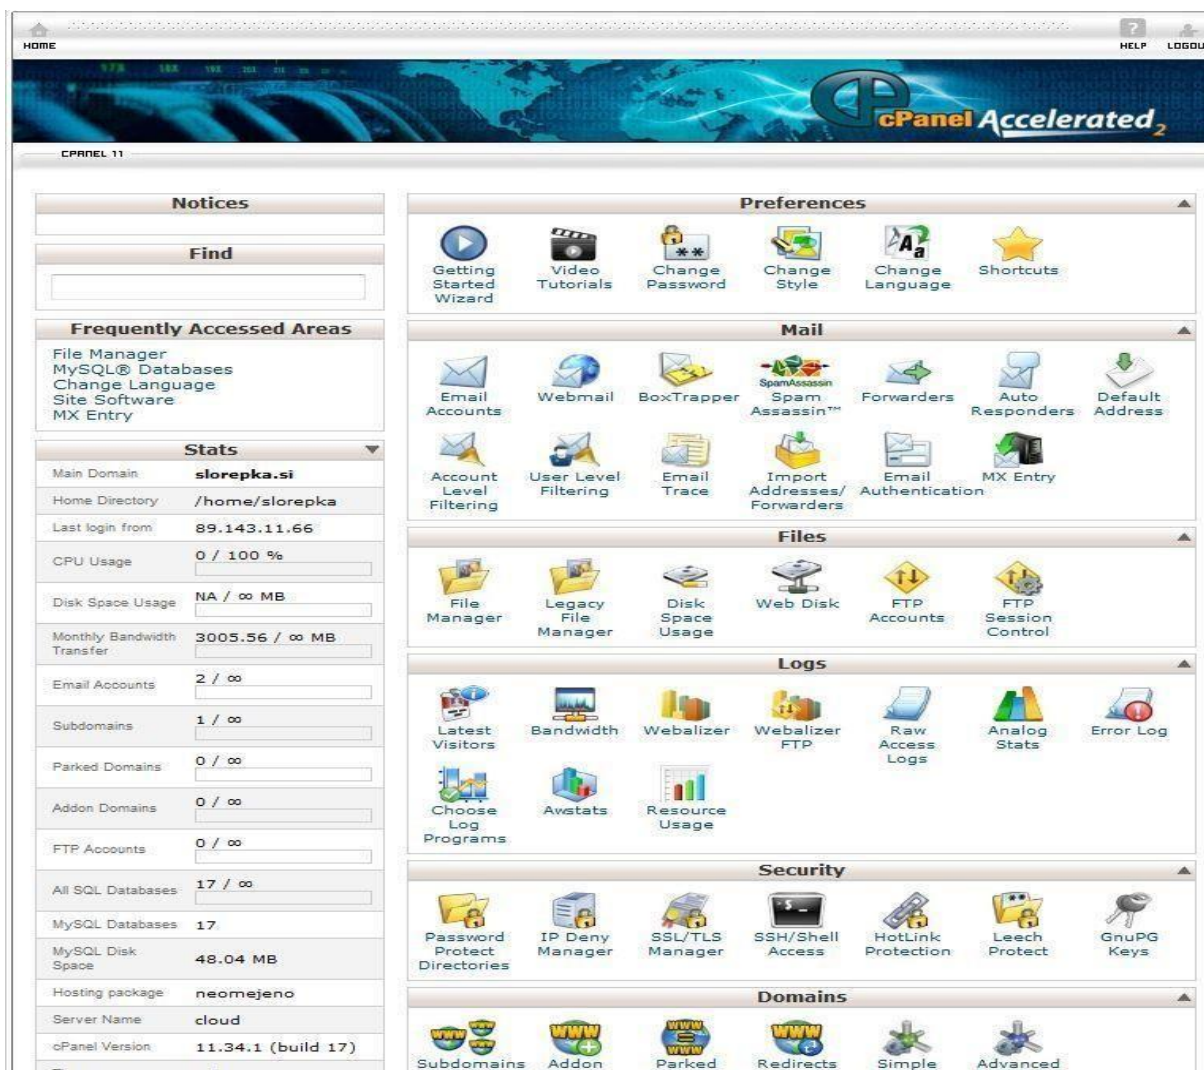 HOME
HELP LOGOU
cPanel Accelerated2
CPANEL 11
Notices
Find
Frequently Accessed Areas
File Manager
MySQL® Databases
Change Language
Site Software
MX Entry
Stats
Main Domain slorepka.si
Home Directory /home/slorepka
Last login from 89.143.11.66
CPU Usage 0 / 100 %
Disk Space Usage NA / ∞ MB
Monthly Bandwidth
Transfer 3005.56 / ∞ MB
Email Accounts 2 / ∞
Subdomains 1 / ∞
Parked Domains 0 / ∞
Addon Domains 0 / ∞
FTP Accounts 0 / ∞
All SQL Databases 17 / ∞
MySQL Databases 17
MySQL Disk
Space 48.04 MB
Hosting package neomejeno
Server Name cloud
cPanel Version 11.34.1 (build 17)
Preferences
Getting
Started
Wizard
Video
Tutorials
Change
Password
Change
Style
Change
Language
Shortcuts
Mail
Email
Accounts
Webmail
BoxTrapper
SpamAssassin
Spam
Assassin™
Forwarders
Auto
Responders
Default
Address
Account
Level
Filtering
User Level
Filtering
Email
Trace
Import
Addresses/
Forwarders
Email
Authentication
MX Entry
Files
File
Manager
Legacy
File
Manager
Disk
Space
Usage
Web Disk
FTP
Accounts
FTP
Session
Control
Logs
Latest
Visitors
Bandwidth
Webalizer
Webalizer
FTP
Raw
Access
Logs
Analog
Stats
Error Log
Choose
Log
Programs
Awstats
Resource
Usage
Security
Password
Protect
Directories
IP Deny
Manager
SSL/TLS
Manager
SSH/Shell
Access
HotLink
Protection
Leech
Protect
GnuPG
Keys
Domains
www
Subdomains
www
Addon
www
www
Parked
www
Redirects
Simple
Advanced